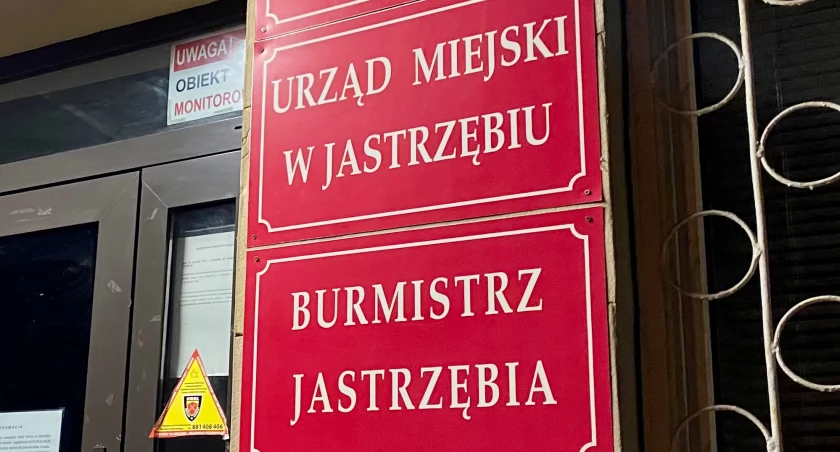 UWAGA!
OBIEKT
MONITORO
URZĄD MIEJSKI
W JASTRZĘBIU
BURMISTRZ
JASTRZĘBIA
881 408 406